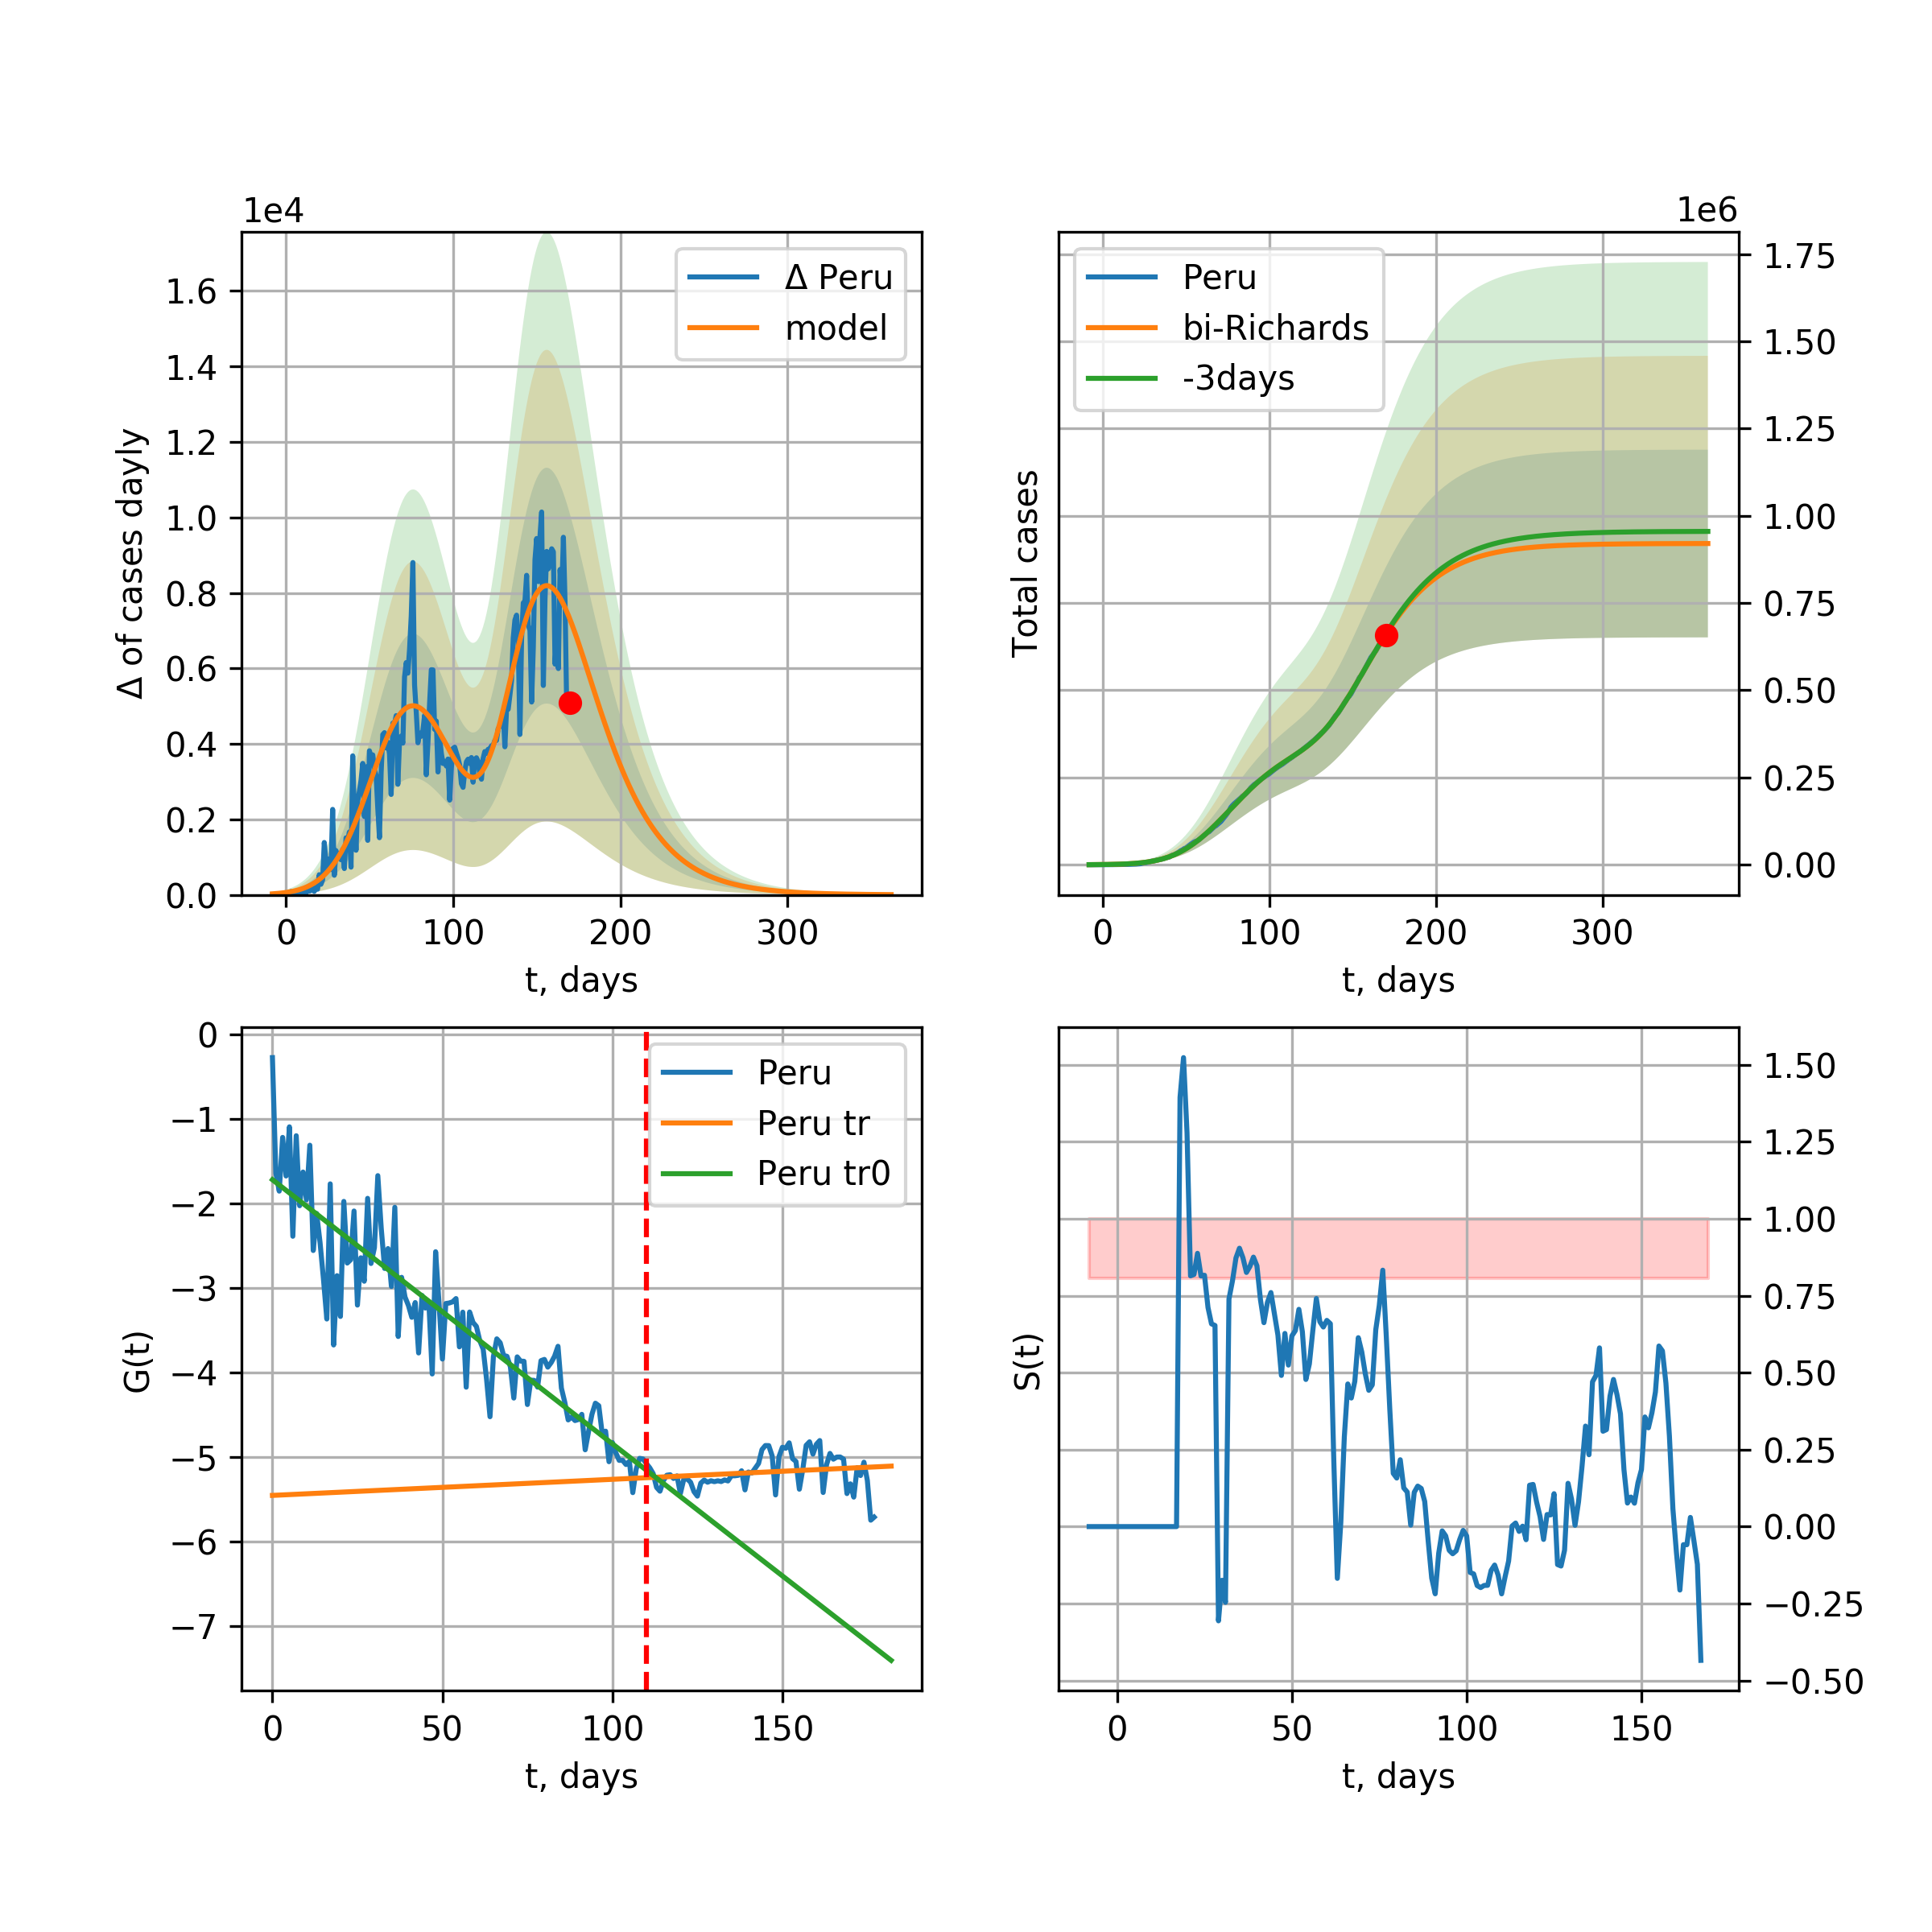 1e4
Δ of cases dayly
1.6
1.4
1.2
1.0
0.8
0.6
0.4
0.2
0.0
Δ Peru
model
0
100
200
300
t, days
1e6
Total cases
Peru
bi-Richards
-3days
1.75
1.50
1.25
1.00
0.75
0.50
0.25
0.00
0
100
200
300
t, days
G(t)
0
−1
−2
−3
−4
−5
−6
−7
Peru
Peru tr
Peru tr0
0
50
100
150
t, days
S(t)
1.50
1.25
1.00
0.75
0.50
0.25
0.00
−0.25
−0.50
0
50
100
150
t, days